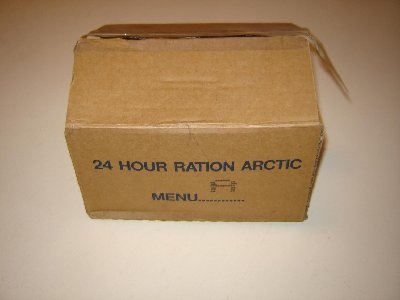 24 HOUR RATION ARCTIC
MENU............